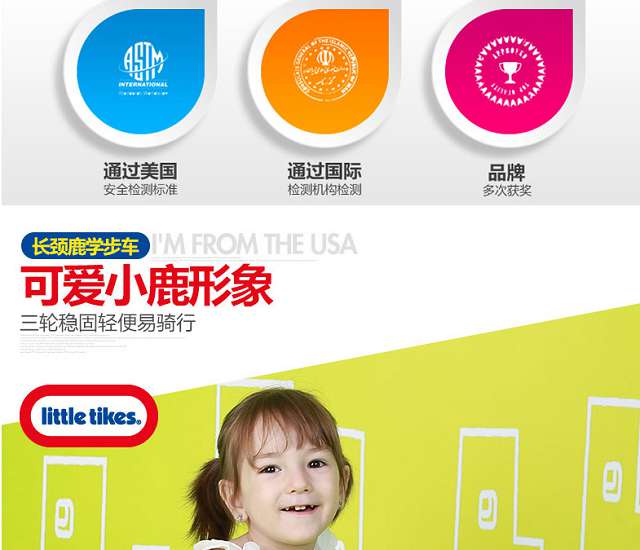 ASTM
INTERNATIONAL
APPROVED
通过美国
安全检测标准
通过国际
检测机构检测
品牌
多次获奖
长颈鹿学步车
I'M FROM THE USA
可爱小鹿形象
三轮稳固轻便易骑行
little tikes®